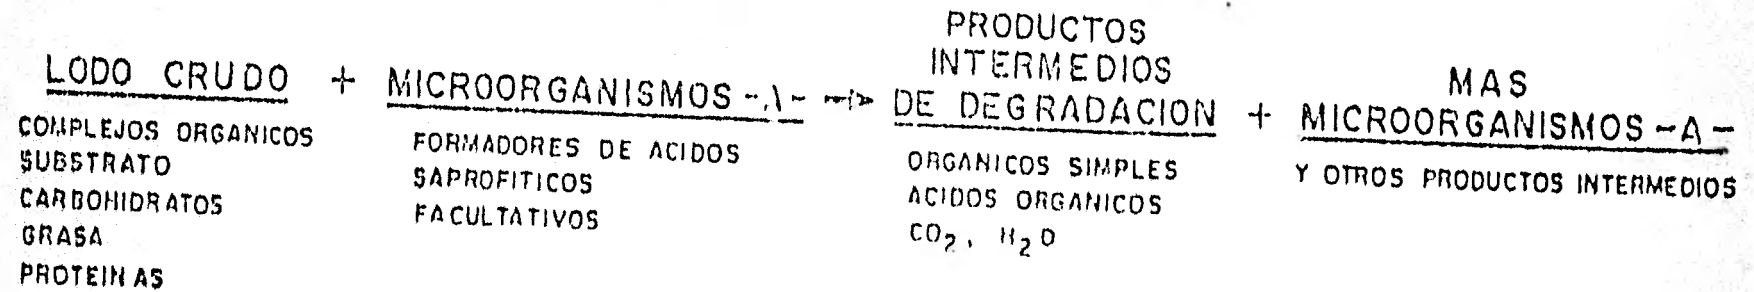 LODO CRUDO + MICROORGANISMOS -A- → PRODUCTOS
INTERMEDIOS
DE DEGRADACION + MAS
MICROORGANISMOS -A-
COMPLEJOS ORGANICOS
SUBSTRATO
CARBOHIDRATOS
GRASA
PROTEINAS
FORMADORES DE ACIDOS
SAPROFITICOS
FACULTATIVOS
ORGANICOS SIMPLES
ACIDOS ORGANICOS
CO₂, H₂O
Y OTROS PRODUCTOS INTERMEDIOS